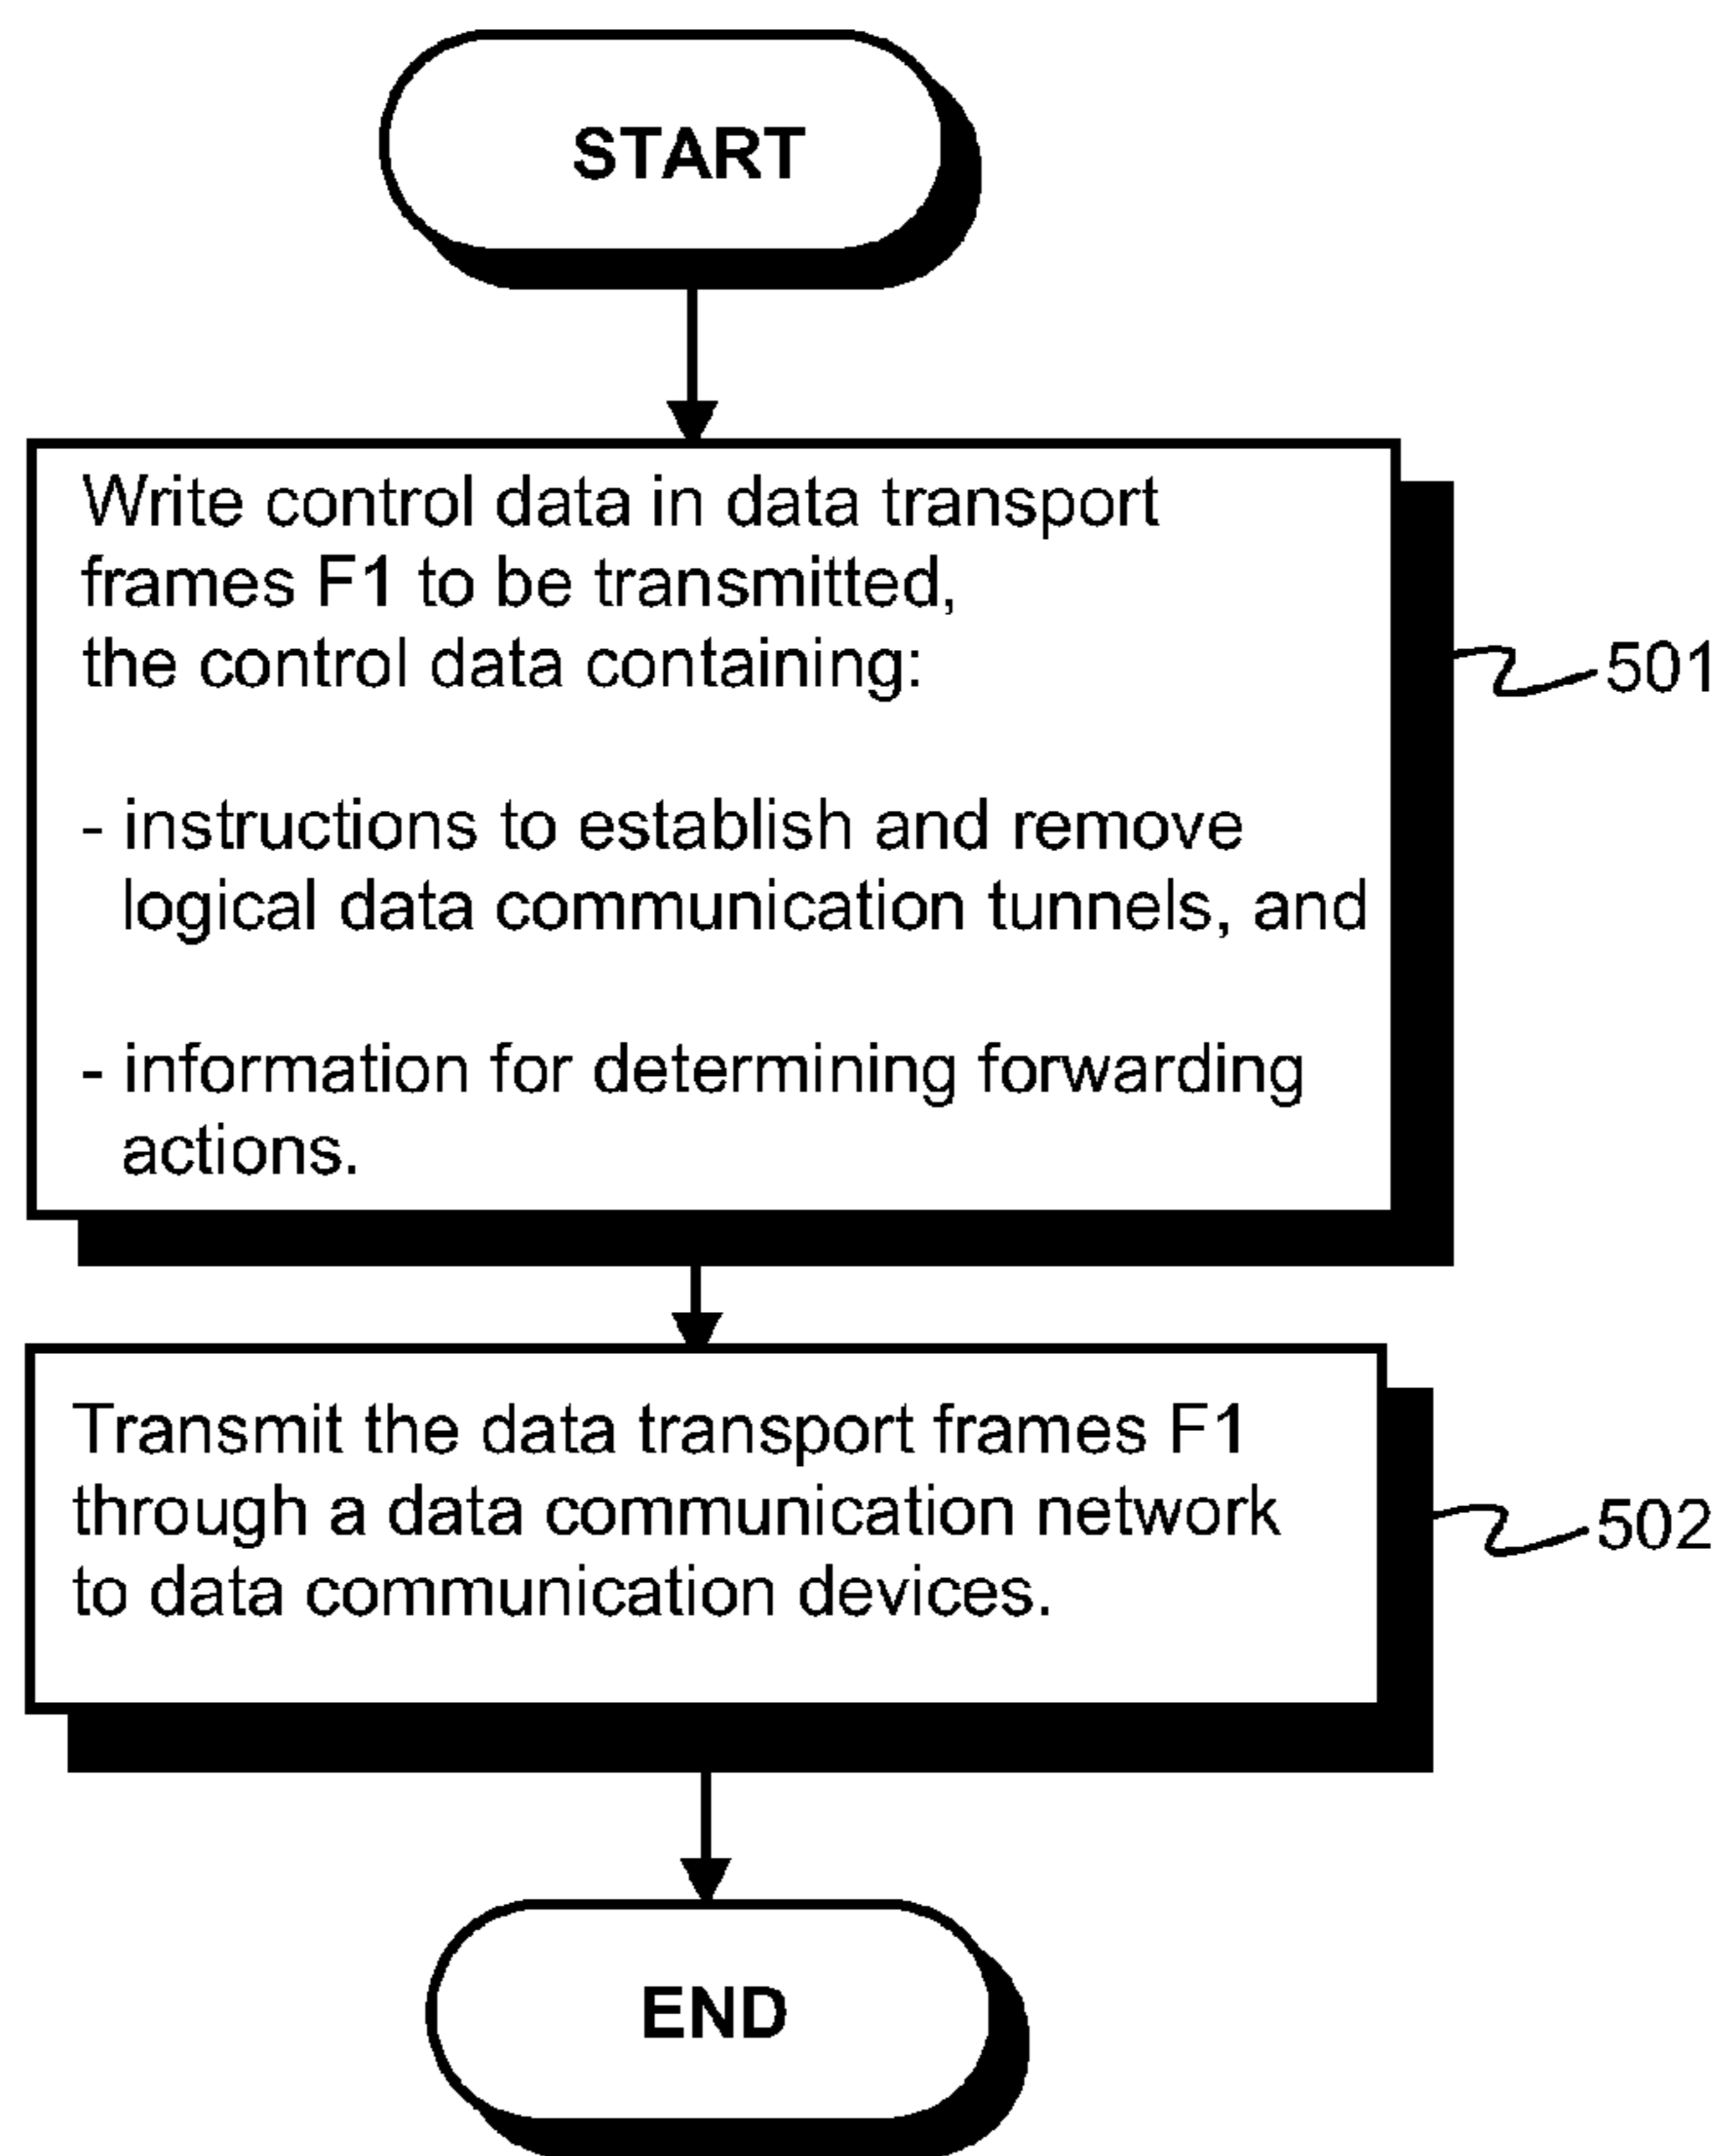 START
Write control data in data transport
frames F1 to be transmitted,
the control data containing:
- instructions to establish and remove
logical data communication tunnels, and
- information for determining forwarding
actions.
501
Transmit the data transport frames F1
through a data communication network
to data communication devices.
502
END